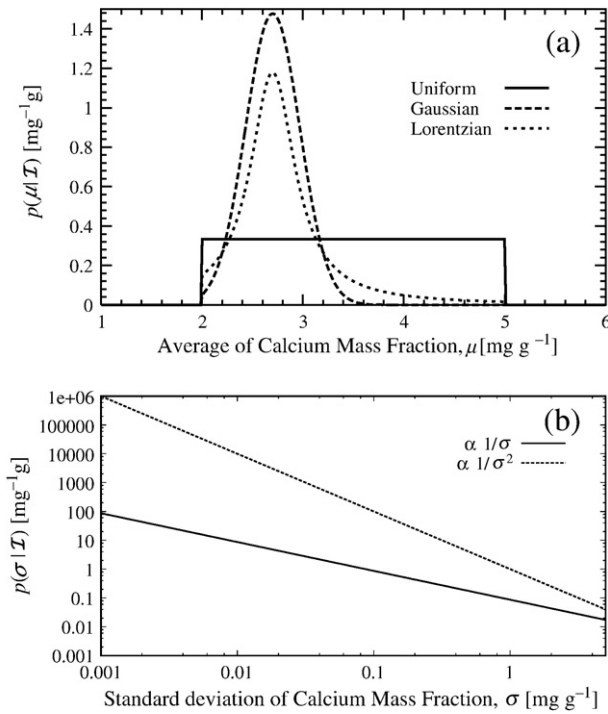 1.4
1.2
1
0.8
0.6
0.4
0.2
0
p(μ|I) [mg⁻¹g]
(a)
Uniform
Gaussian
Lorentzian
1 2 3 4 5 6
Average of Calcium Mass Fraction, μ[mg g ⁻¹]
1e+06
100000
10000
1000
100
10
1
0.1
0.01
0.001
p(σ|I) [mg⁻¹g]
(b)
α 1/σ
α 1/σ²
0.001 0.01 0.1 1
Standard deviation of Calcium Mass Fraction, σ [mg g⁻¹]